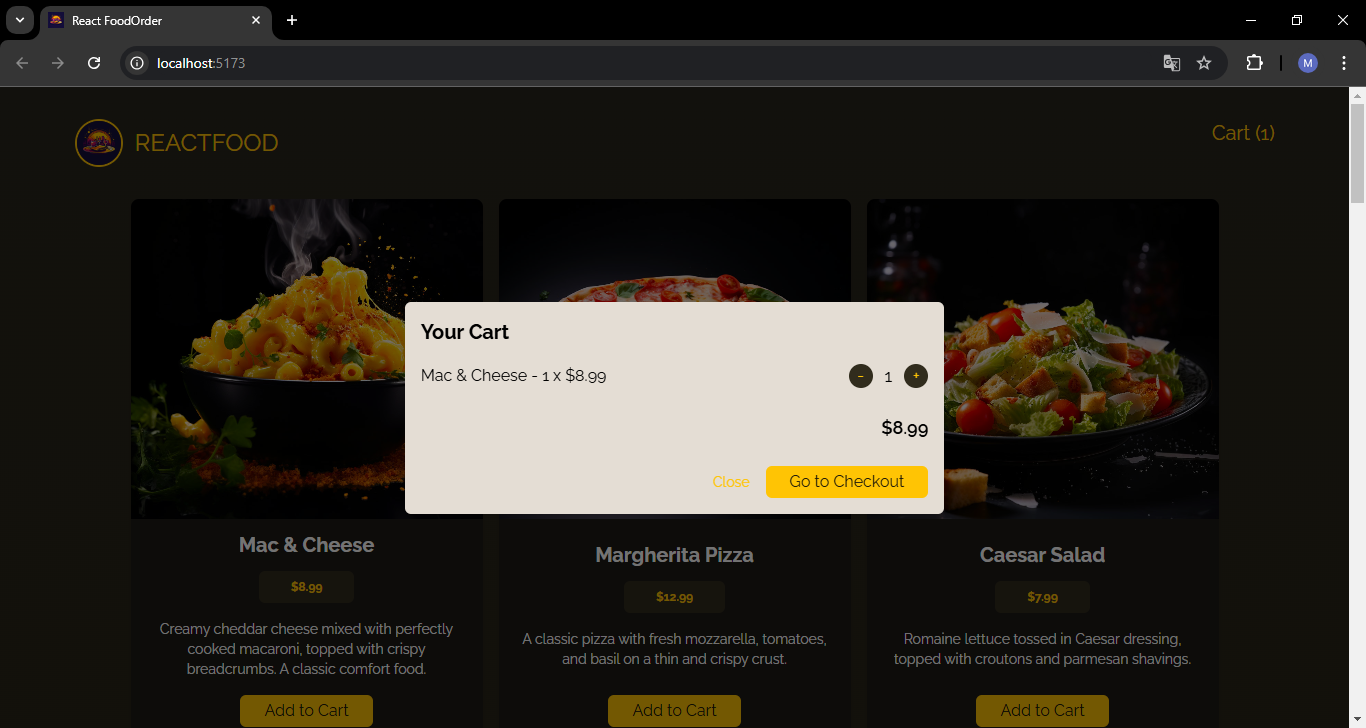 React FoodOrder
localhost:5173
M
REACTFOOD
Cart (1)
Your Cart
Mac & Cheese - 1 x $8.99
- 1 +
$8.99
Close
Go to Checkout
Mac & Cheese
$8.99
Creamy cheddar cheese mixed with perfectly
cooked macaroni, topped with crispy
breadcrumbs. A classic comfort food.
Add to Cart
Margherita Pizza
$12.99
A classic pizza with fresh mozzarella, tomatoes,
and basil on a thin and crispy crust.
Add to Cart
Caesar Salad
$7.99
Romaine lettuce tossed in Caesar dressing,
topped with croutons and parmesan shavings.
Add to Cart